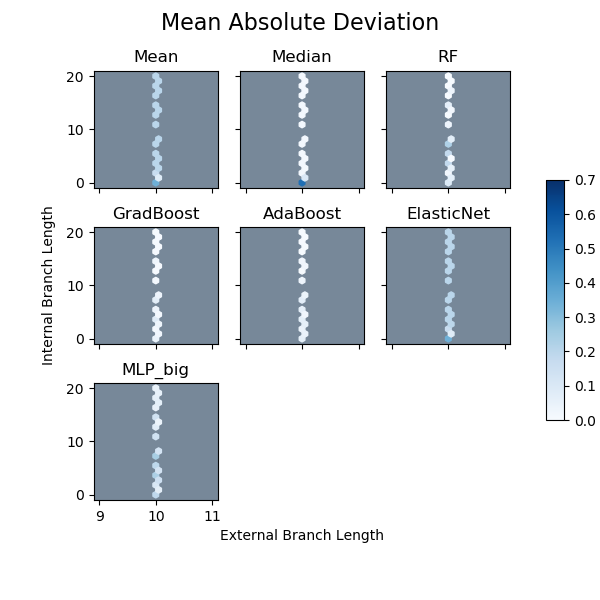 Mean Absolute Deviation
Mean Median RF
20
10
0
GradBoost AdaBoost ElasticNet
20
10
0
MLP_big
20
10
0
9 10 11
Internal Branch Length
External Branch Length
0.7
0.6
0.5
0.4
0.3
0.2
0.1
0.0